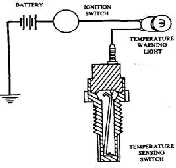 BATTERY
IGNITION
SWITCH
TEMPERATURE
WARNING
LIGHT
TEMPERATURE
SENSING
SWITCH